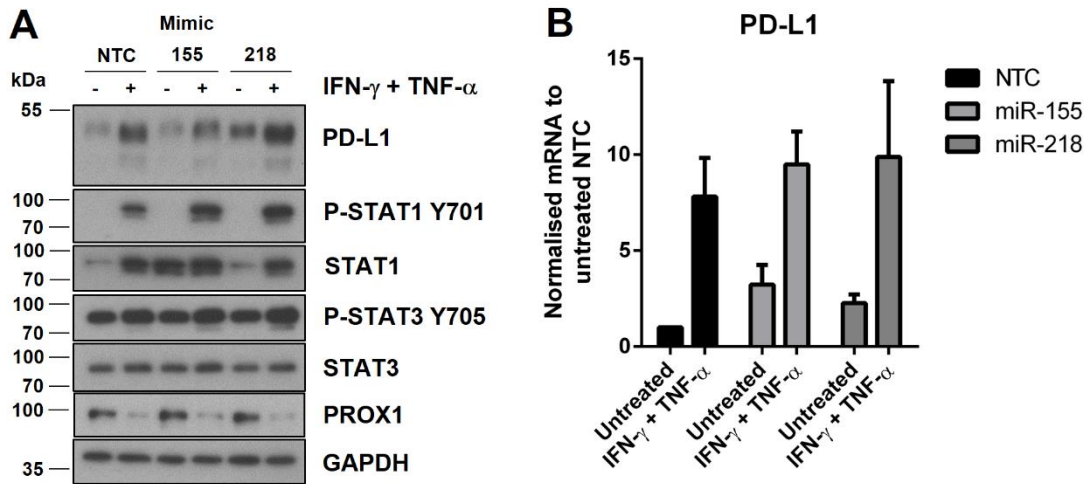 A
Mimic
NTC 155 218
kDa - + - + - + IFN-γ + TNF-α
55 PD-L1
100 P-STAT1 Y701
70
100 STAT1
70
100 P-STAT3 Y705
70
100 STAT3
70
100 PROX1
35 GAPDH
B
PD-L1
Normalised mRNA to
untreated NTC
15
10
5
0
Untreated
IFN-γ + TNF-α
Untreated
IFN-γ + TNF-α
Untreated
IFN-γ + TNF-α
NTC
miR-155
miR-218